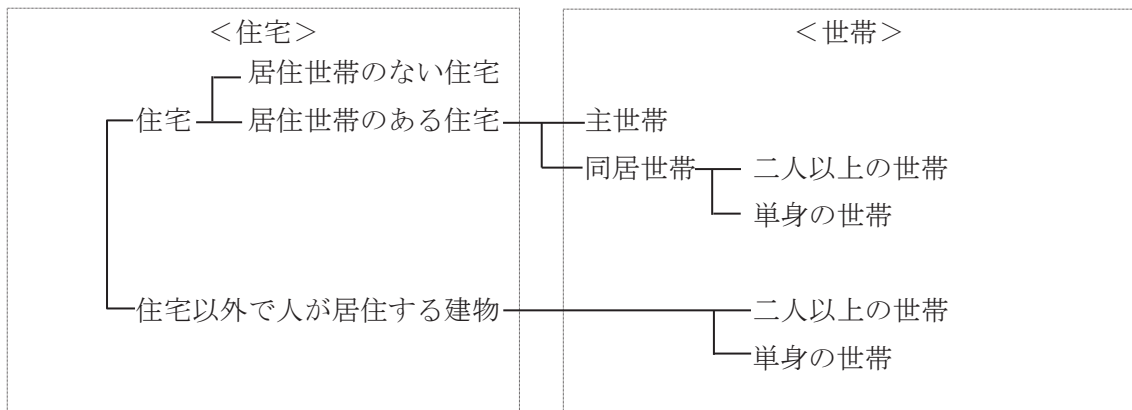 ＜住宅＞
＜世帯＞
居住世帯のない住宅
住宅 居住世帯のある住宅 主世帯
同居世帯 二人以上の世帯
単身の世帯
住宅以外で人が居住する建物 二人以上の世帯
単身の世帯